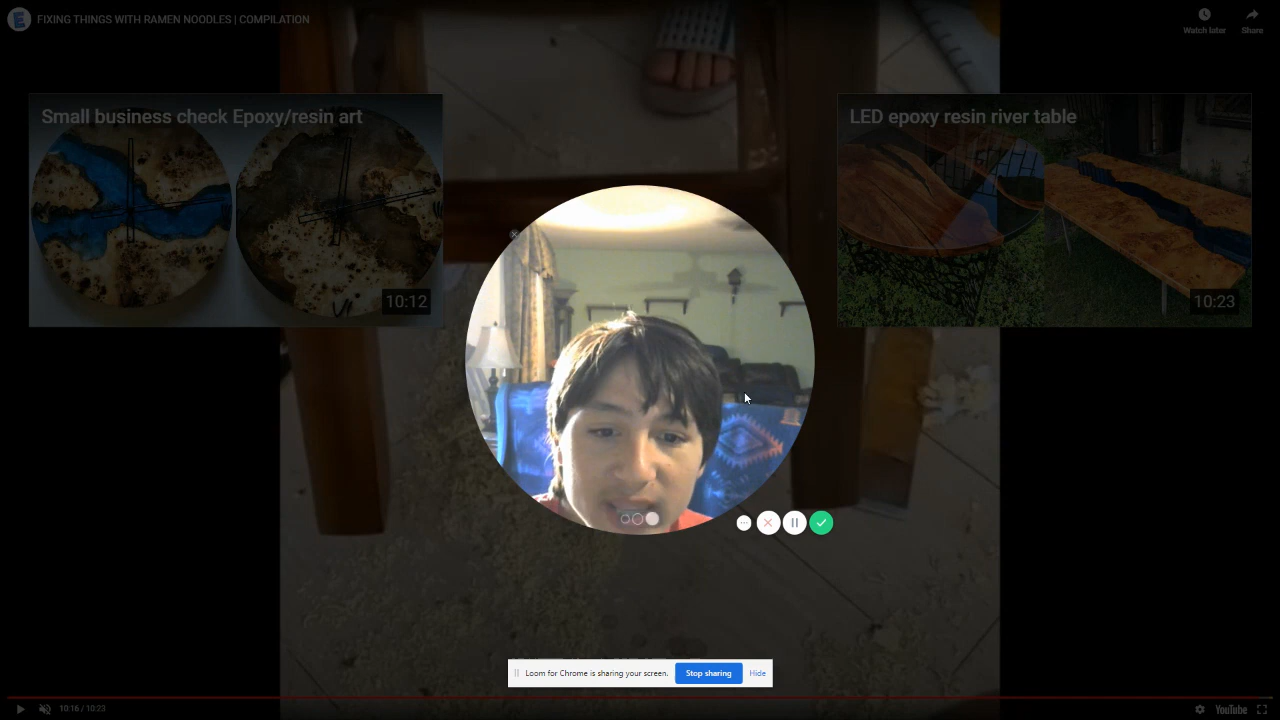 FIXING THINGS WITH RAMEN NOODLES | COMPILATION
Watch later
Share
Small business check Epoxy/resin art
10:12
LED epoxy resin river table
10:23
Loom for Chrome is sharing your screen.
Stop sharing
Hide
10:16 / 10:23
YouTube